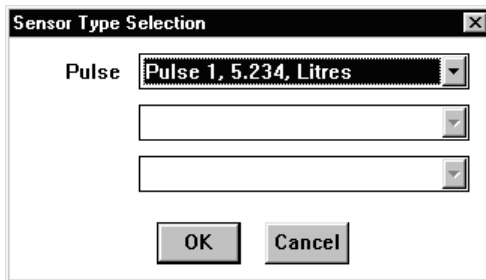 Sensor Type Selection
Pulse Pulse 1, 5.234, Litres
OK Cancel